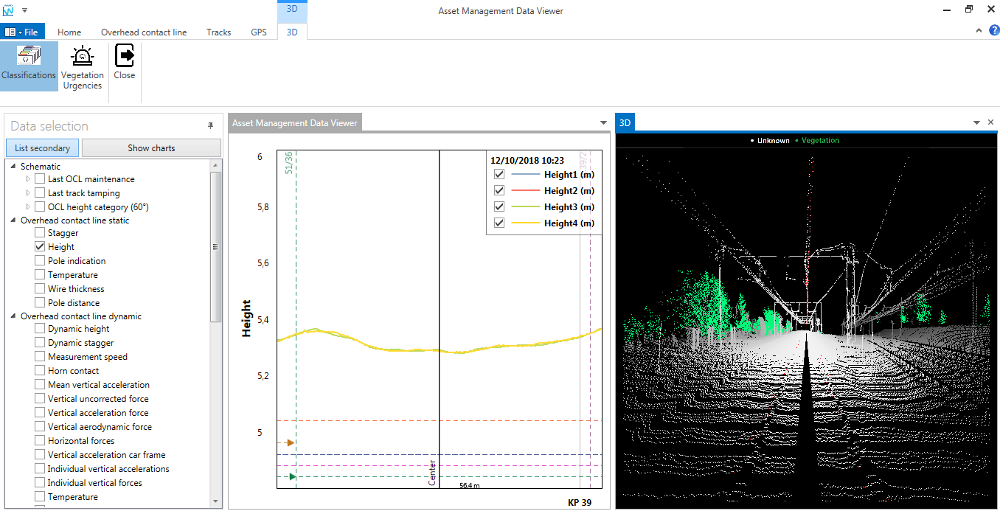 3D
Asset Management Data Viewer
File
Home
Overhead contact line
Tracks
GPS
3D
?
Classifications
Vegetation
Urgencies
Close
Data selection
List secondary
Show charts
Schematic
Last OCL maintenance
Last track tamping
OCL height category (60°)
Overhead contact line static
Stagger
Height
Pole indication
Temperature
Wire thickness
Pole distance
Overhead contact line dynamic
Dynamic height
Dynamic stagger
Measurement speed
Horn contact
Mean vertical acceleration
Vertical uncorrected force
Vertical acceleration force
Vertical aerodynamic force
Horizontal forces
Vertical acceleration car frame
Individual vertical accelerations
Individual vertical forces
Temperature
Asset Management Data Viewer
6
5,8
5,6
5,4
5,2
5
Height
51/36
39/2
12/10/2018 10:23
Height1 (m)
Height2 (m)
Height3 (m)
Height4 (m)
Center
56.4 m
KP 39
3D
Unknown
Vegetation